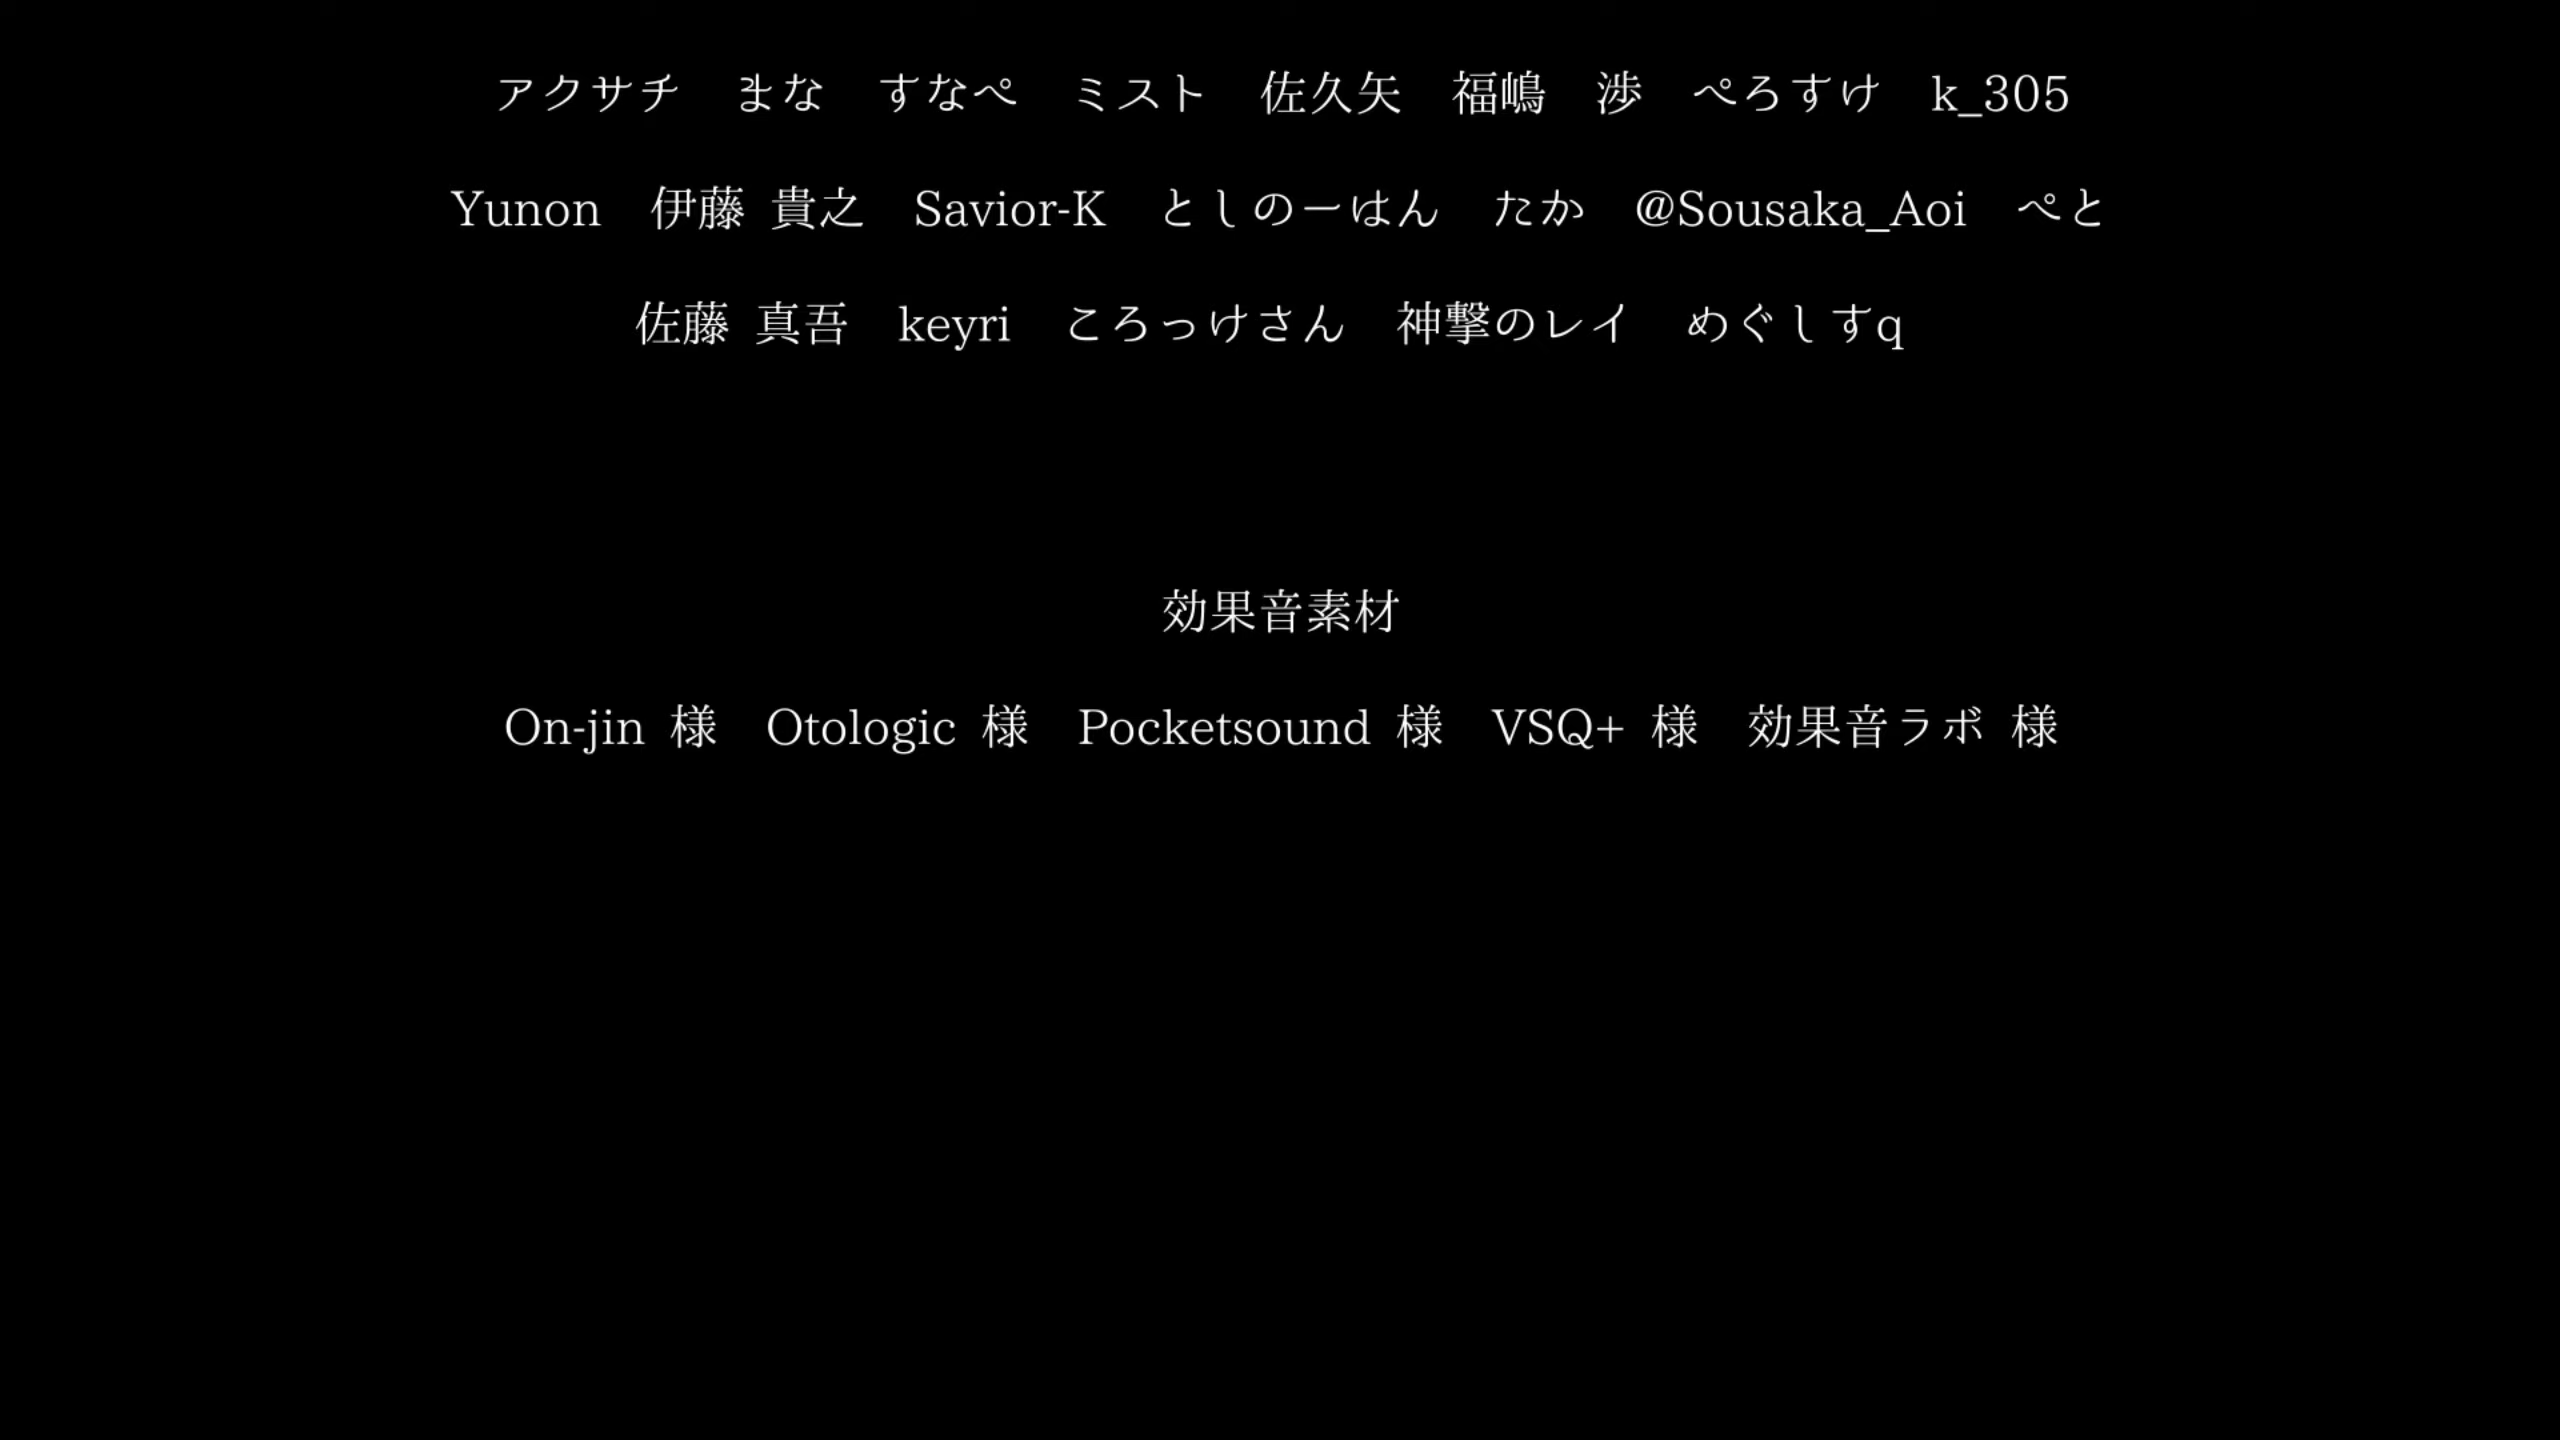 アクサチ　まな　すなぺ　ミスト　佐久矢　福嶋　渉　ぺろすけ　k_305
Yunon　伊藤 貴之　Savior-K　としのーはん　たか　@Sousaka_Aoi　ぺと
佐藤 真吾　keyri　ころっけさん　神撃のレイ　めぐしすq
効果音素材
On-jin 様　Otologic 様　Pocketsound 様　VSQ+ 様　効果音ラボ 様